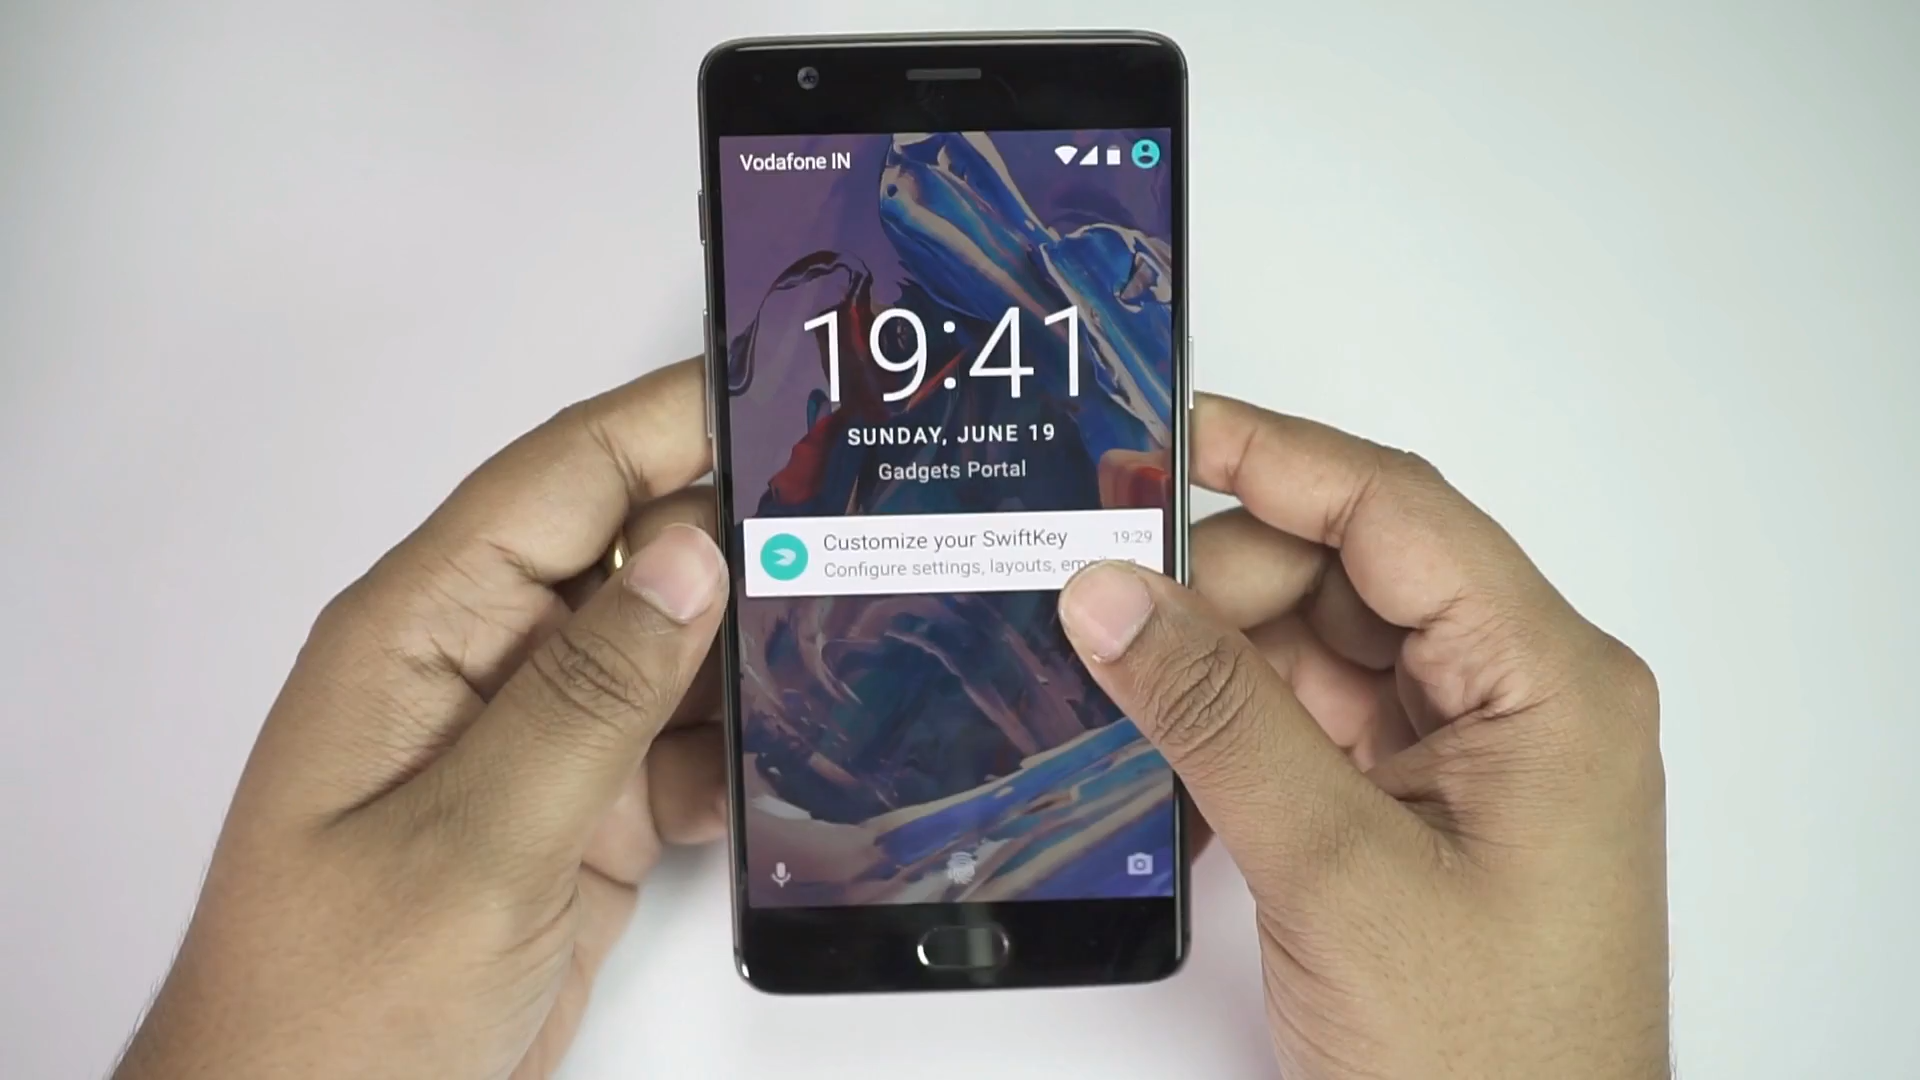 Vodafone IN
19:41
SUNDAY, JUNE 19
Gadgets Portal
Customize your SwiftKey 19:29
Configure settings, layouts,